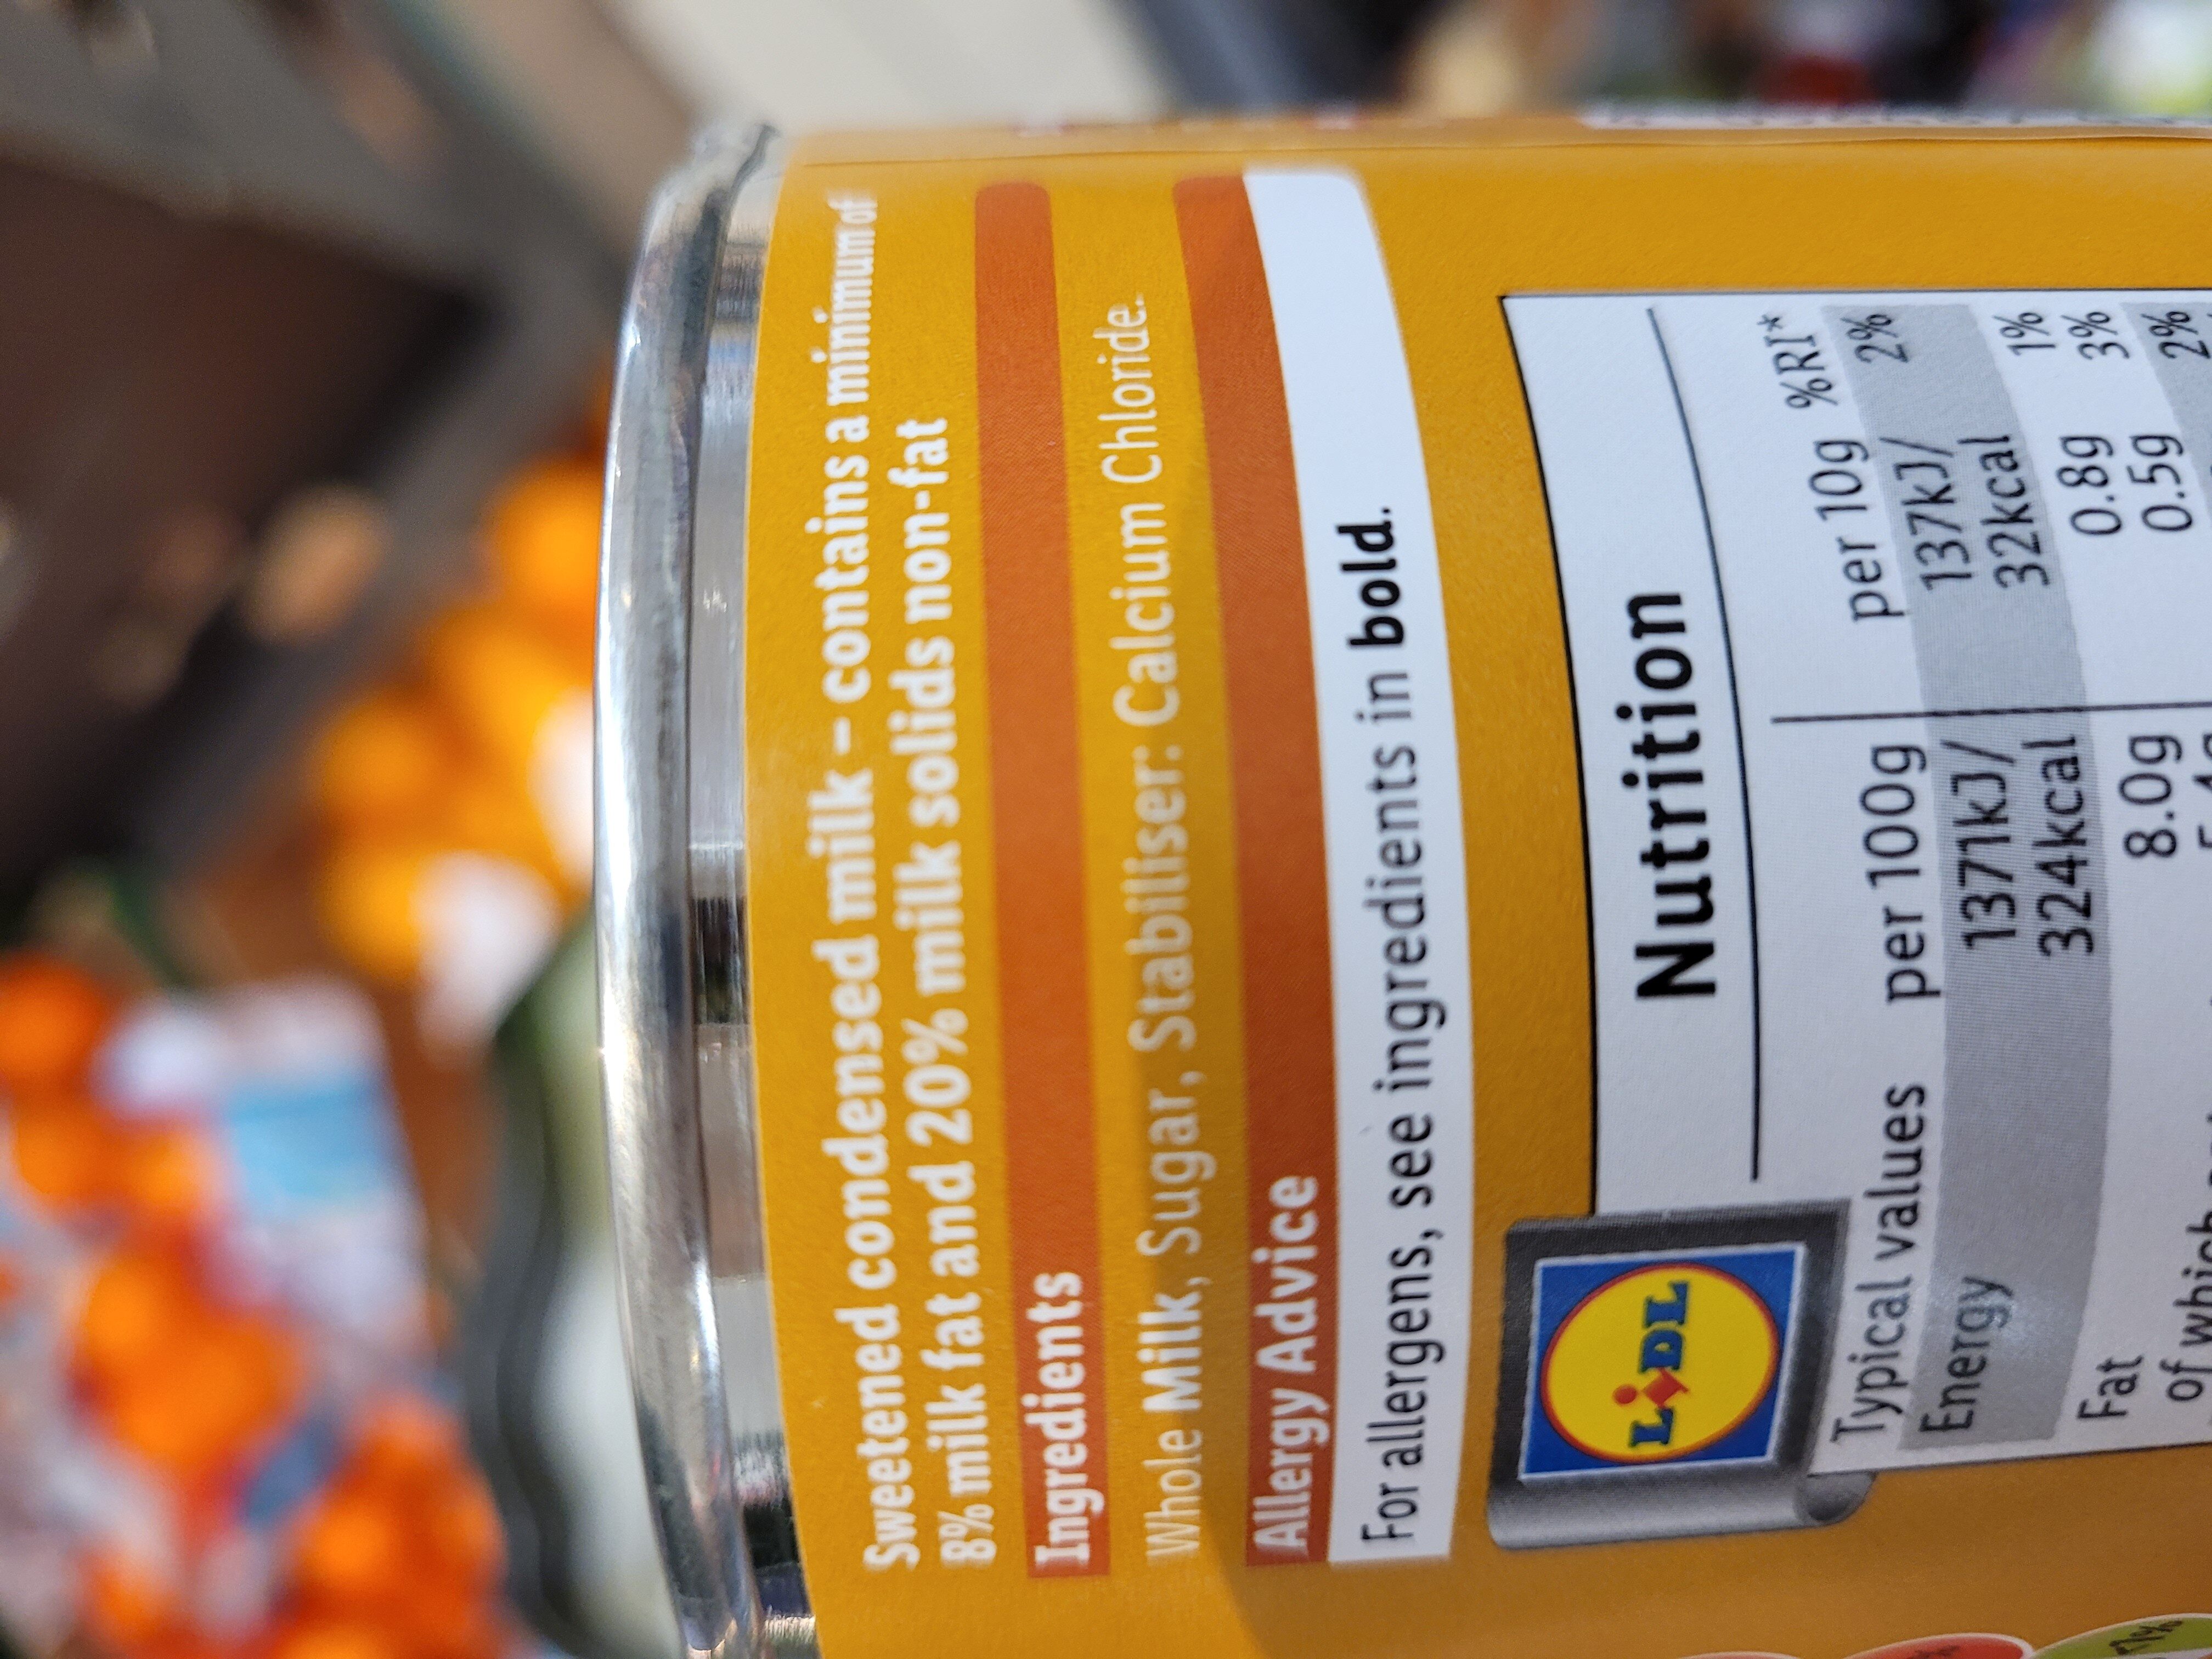 Sweetened condensed milk – contains a minimum of
8% milk fat and 20% milk solids non-fat
Ingredients
Whole Milk, Sugar, Stabiliser: Calcium Chloride.
Allergy Advice
For allergens, see ingredients in bold.
LIDL
Nutrition
Typical values per 100g per 10g %RI*
Energy 1371kJ/ 137kJ/ 2%
324kcal 32kcal
Fat 8.0g 0.8g 1%
of which 0.5g 3%
2%